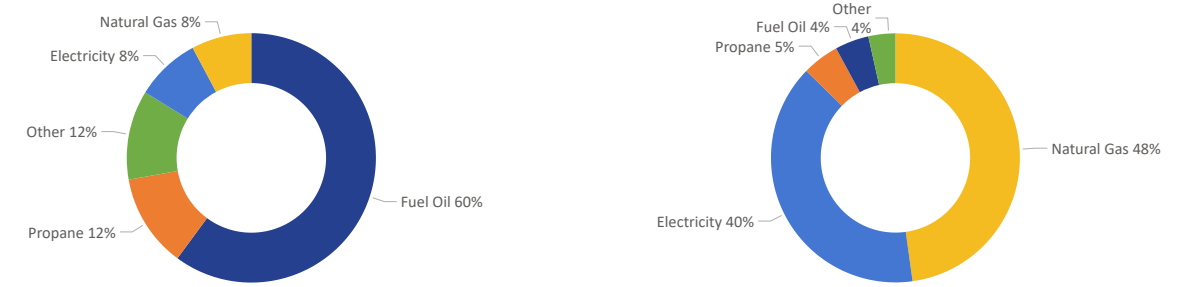 Natural Gas 8%
Electricity 8%
Other 12%
Propane 12%
Fuel Oil 60%
Other
4%
Fuel Oil 4%
Propane 5%
Natural Gas 48%
Electricity 40%